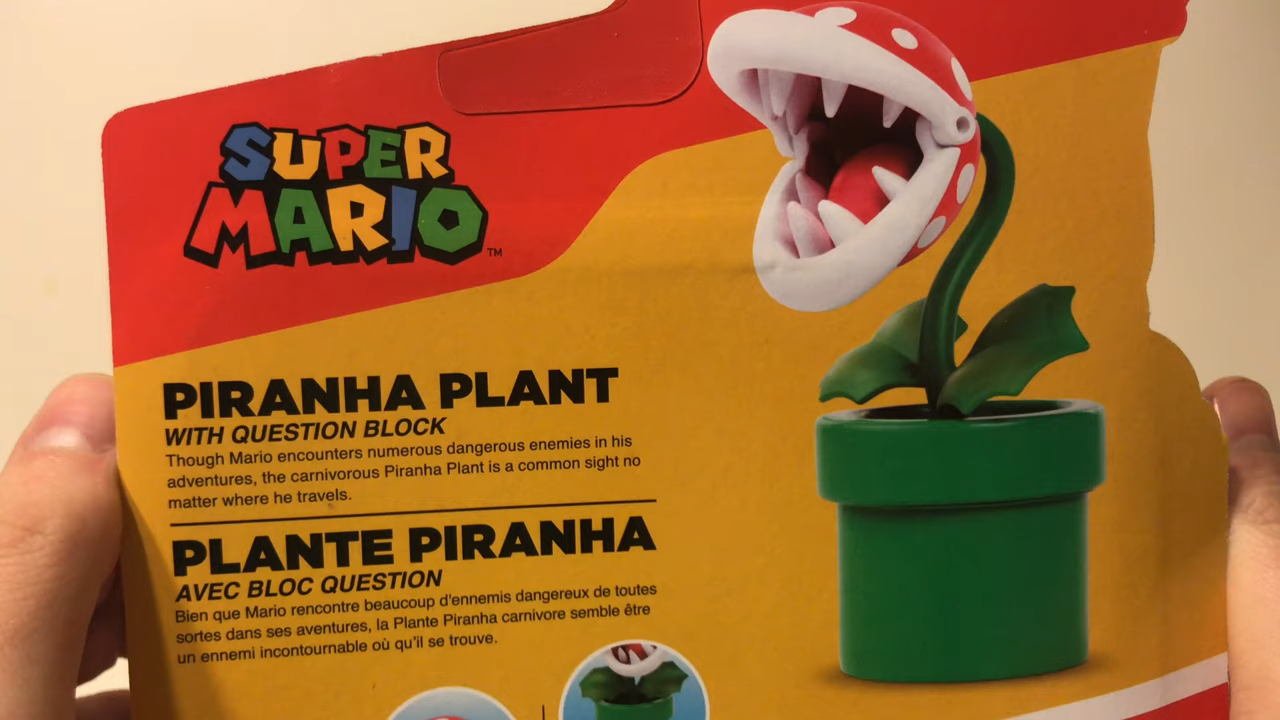 SUPER
MARIO™
PIRANHA PLANT
WITH QUESTION BLOCK
Though Mario encounters numerous dangerous enemies in his
adventures, the carnivorous Piranha Plant is a common sight no
matter where he travels.
PLANTE PIRANHA
AVEC BLOC QUESTION
Bien que Mario rencontre beaucoup d'ennemis dangereux de toutes
sortes dans ses aventures, la Plante Piranha carnivore semble être
un ennemi incontournable où qu'il se trouve.